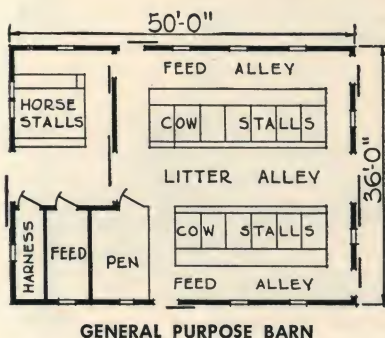 50'-0"
FEED ALLEY
HORSE
STALLS
COW STALLS
LITTER ALLEY
36'-0"
HARNESS
FEED
PEN
COW STALLS
FEED ALLEY
GENERAL PURPOSE BARN